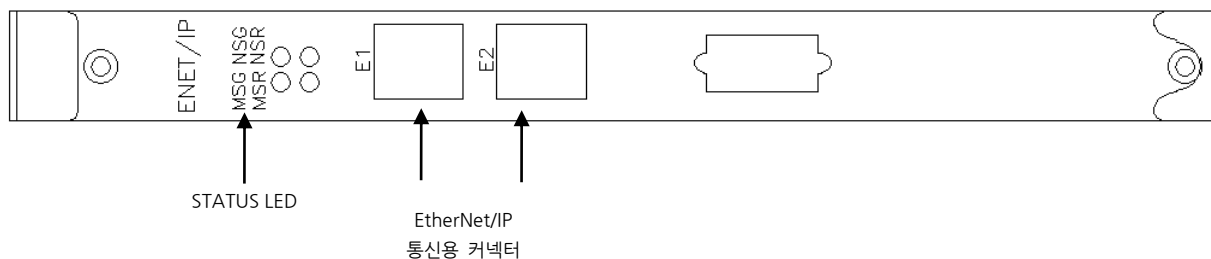 ENET/IP
MSG NSG
MSR NSR
E1
E2
STATUS LED
EtherNet/IP
통신용 커넥터